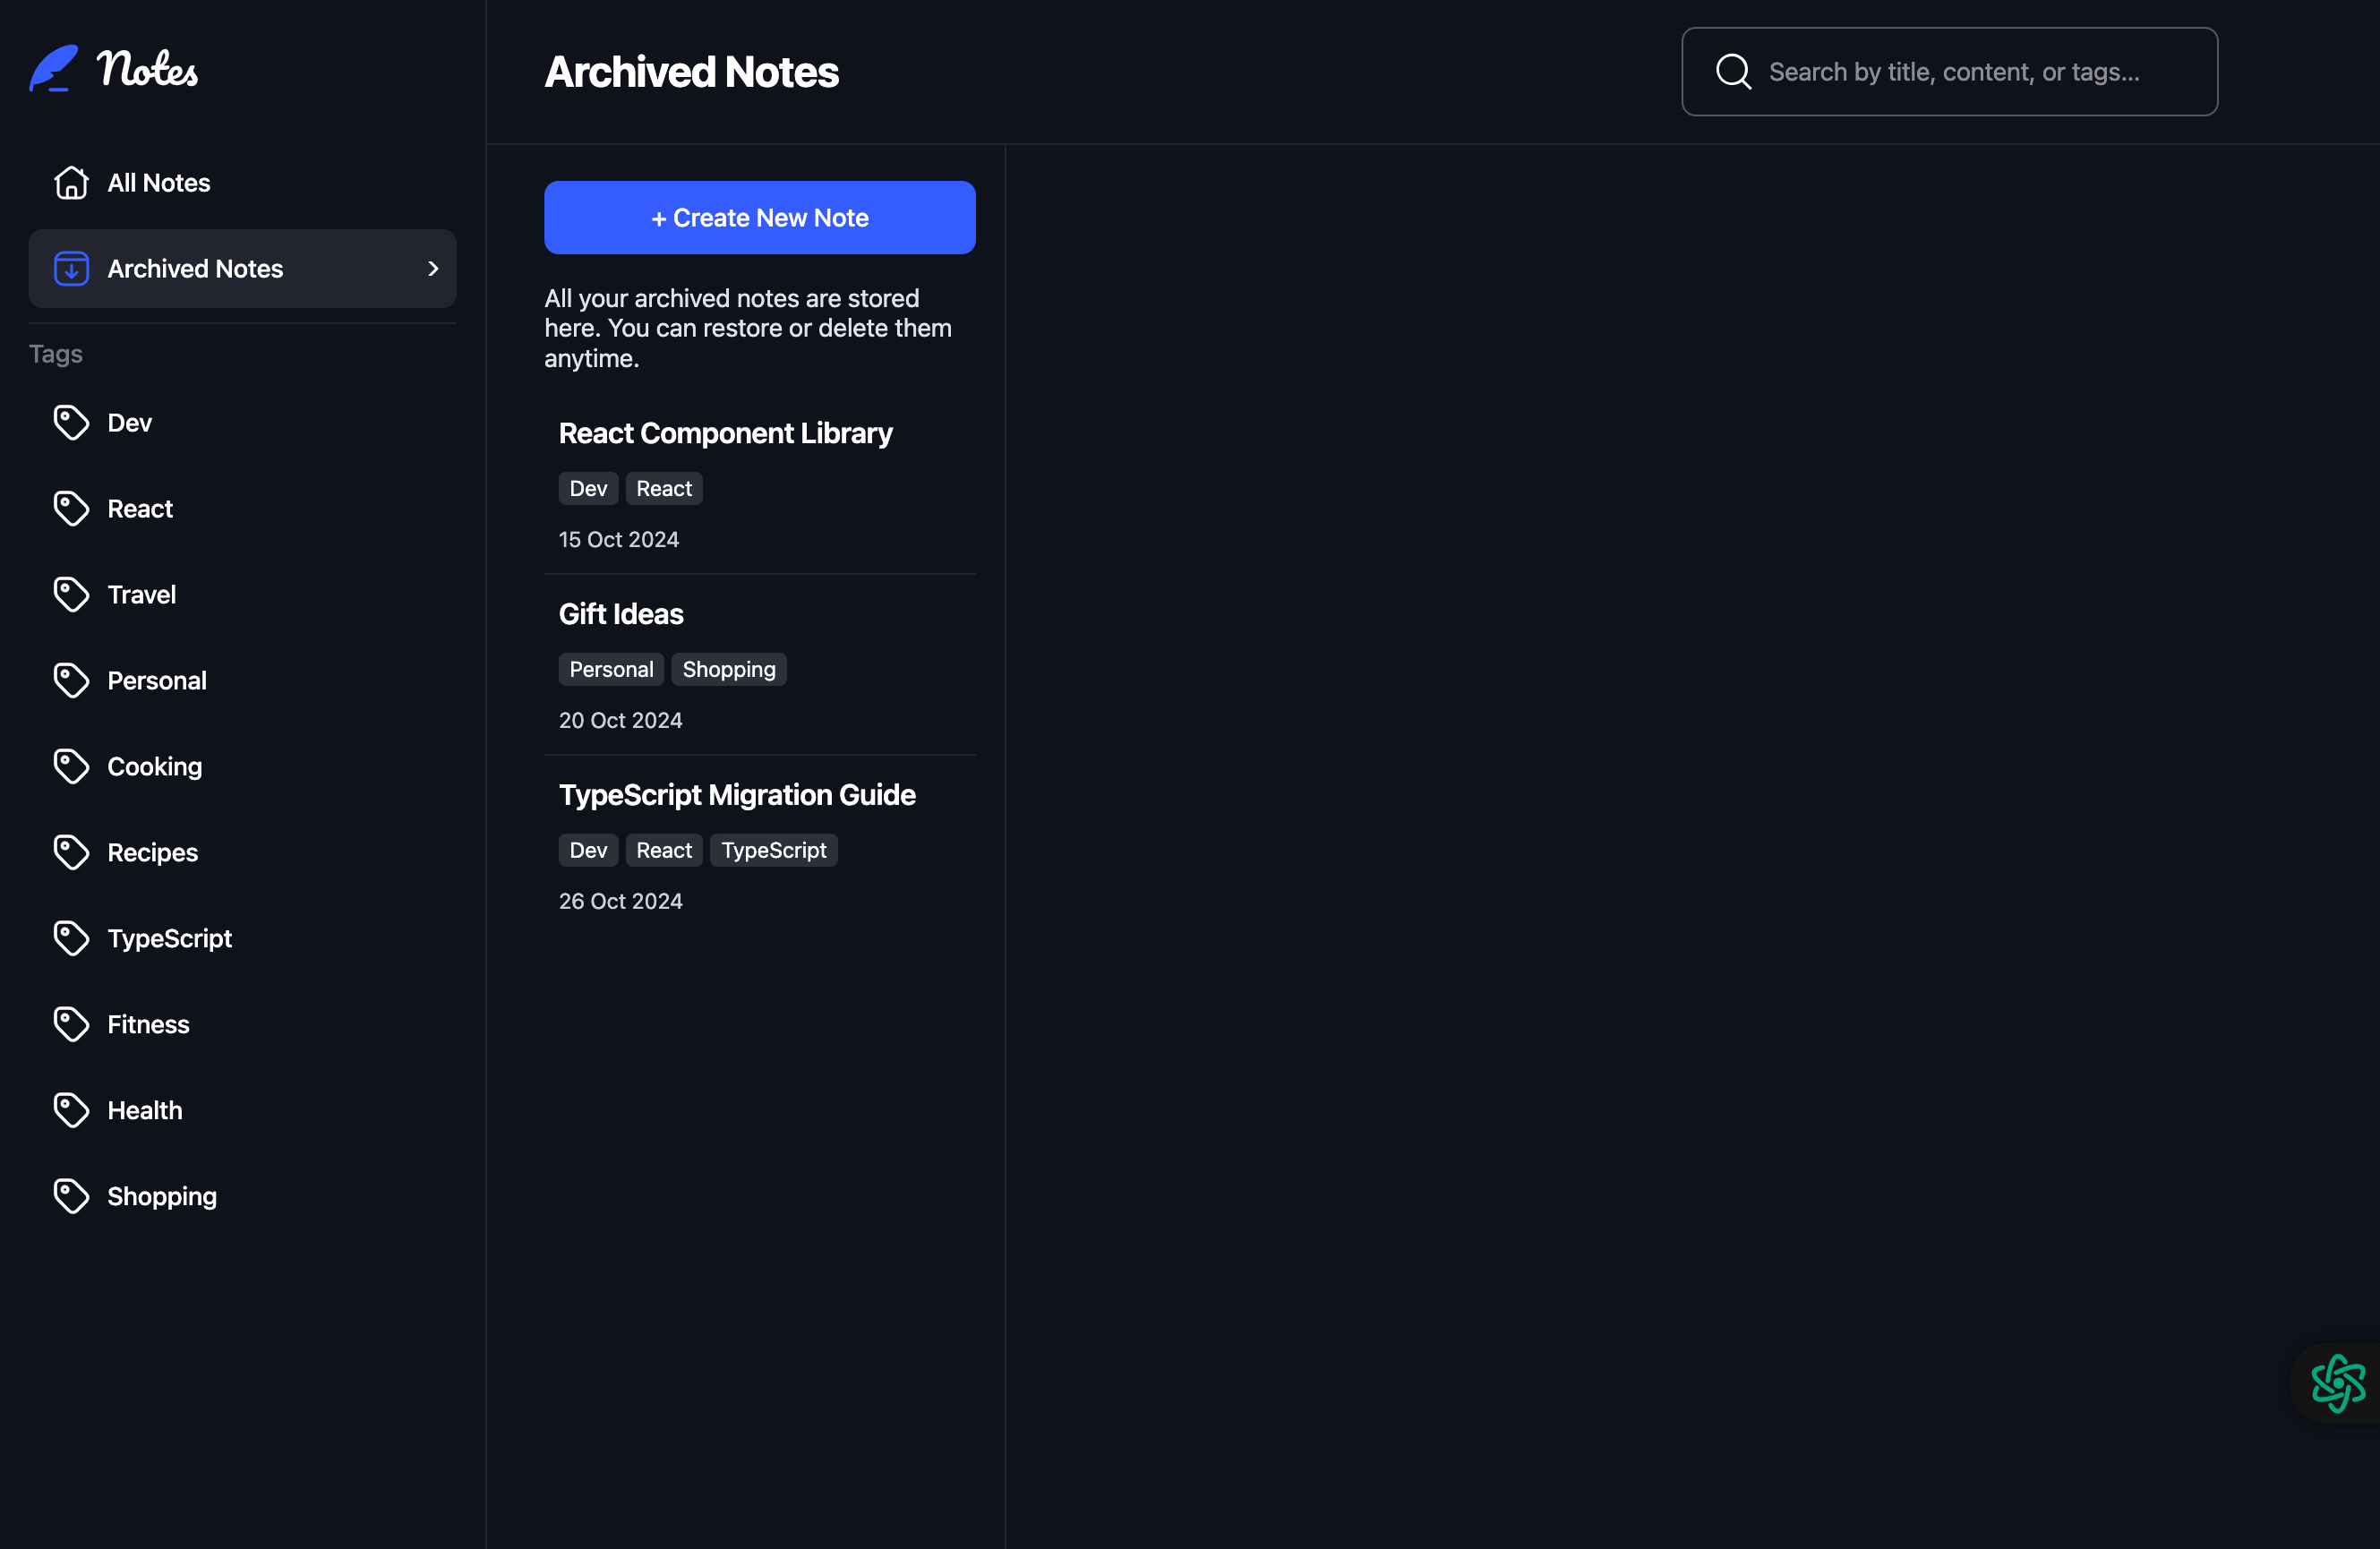 Notes
All Notes
Archived Notes
Tags
Dev
React
Travel
Personal
Cooking
Recipes
TypeScript
Fitness
Health
Shopping
Archived Notes
Search by title, content, or tags...
+ Create New Note
All your archived notes are stored
here. You can restore or delete them
anytime.
React Component Library
Dev React
15 Oct 2024
Gift Ideas
Personal Shopping
20 Oct 2024
TypeScript Migration Guide
Dev React TypeScript
26 Oct 2024